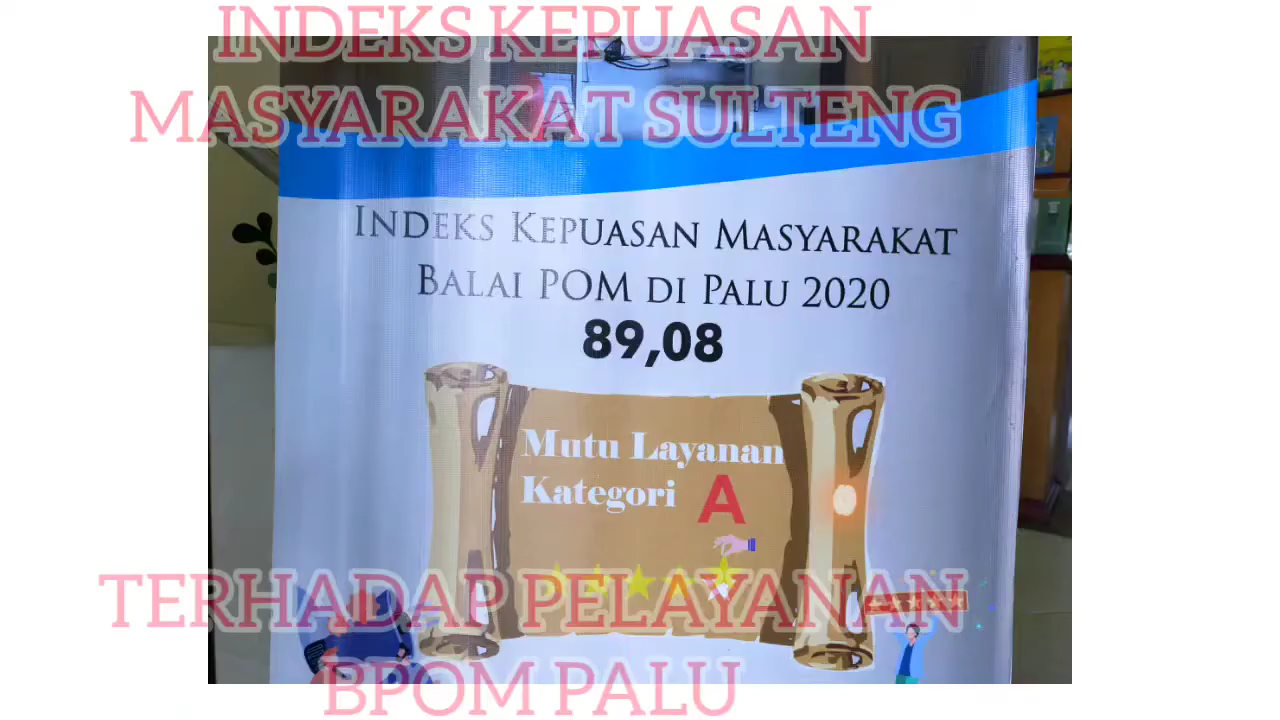 INDEKS KEPUASAN
MASYARAKAT SULTENG
INDEKS KEPUASAN MASYARAKAT
BALAI POM DI PALU 2020
89,08
Mutu Layanan
Kategori A
TERHADAP PELAYANAN
BPOM PALU